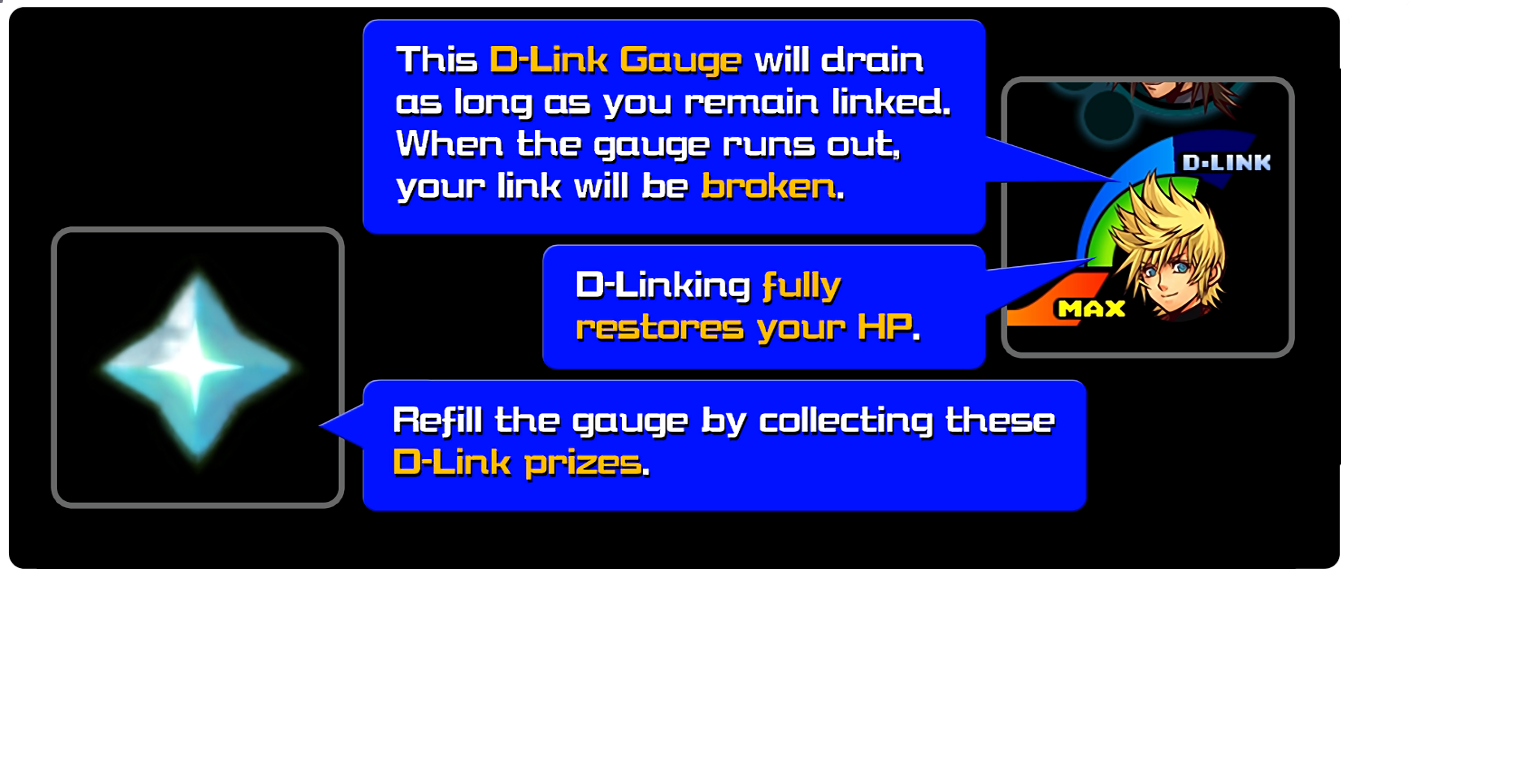 This D-Link Gauge will drain
as long as you remain linked.
When the gauge runs out,
your link will be broken.
D-LINK
D-Linking fully
restores your HP.
MAX
Refill the gauge by collecting these
D-Link prizes.